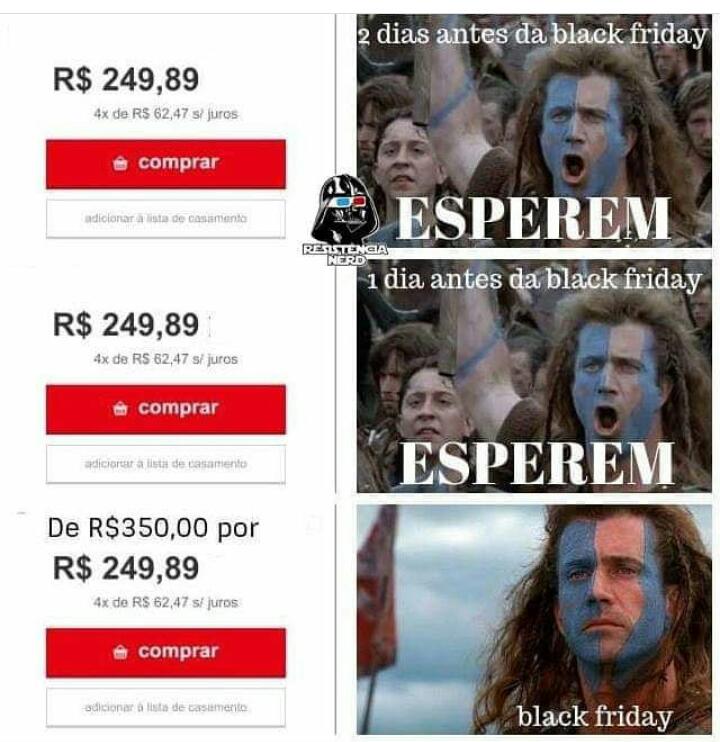 2 dias antes da black friday
R$ 249,89
4x de R$ 62,47 s/ juros
comprar
adicionar à lista de casamento
ESPEREM
RESISTÊNCIA
NERD
1 dia antes da black friday
R$ 249,89
4x de R$ 62,47 s/ juros
comprar
adicionar à lista de casamento
ESPEREM
De R$350,00 por
R$ 249,89
4x de R$ 62,47 s/ juros
comprar
adicionar à lista de casamento
black friday